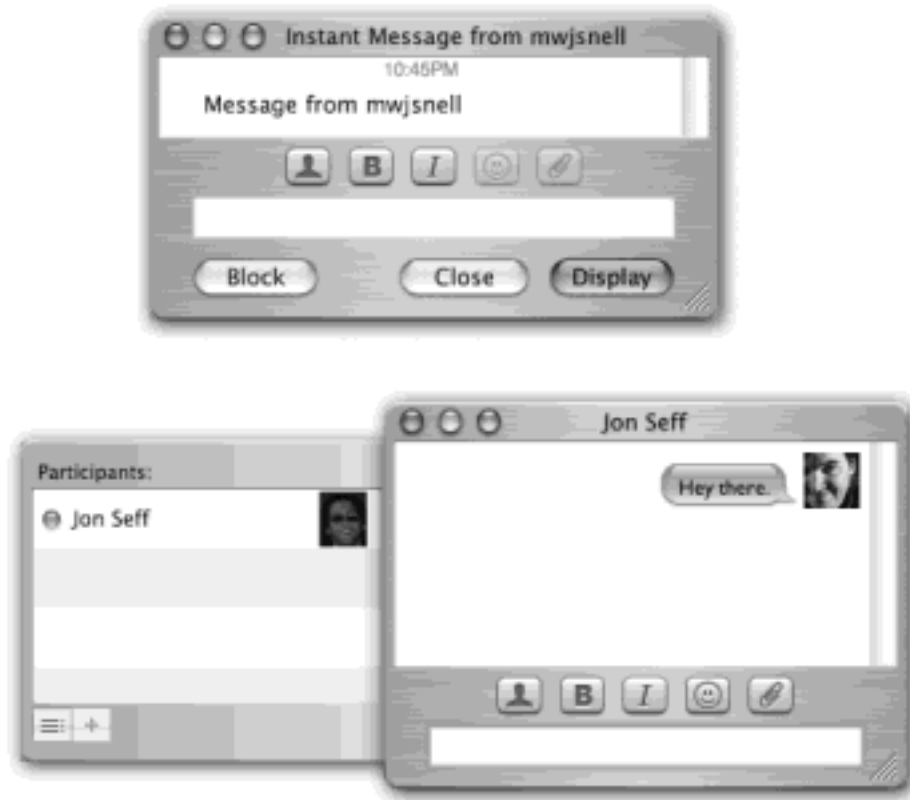 Instant Message from mwjsnell
10:45PM
Message from mwjsnell
B
I
Block
Close
Display
Jon Seff
Hey there.
Participants:
Jon Seff
B
I